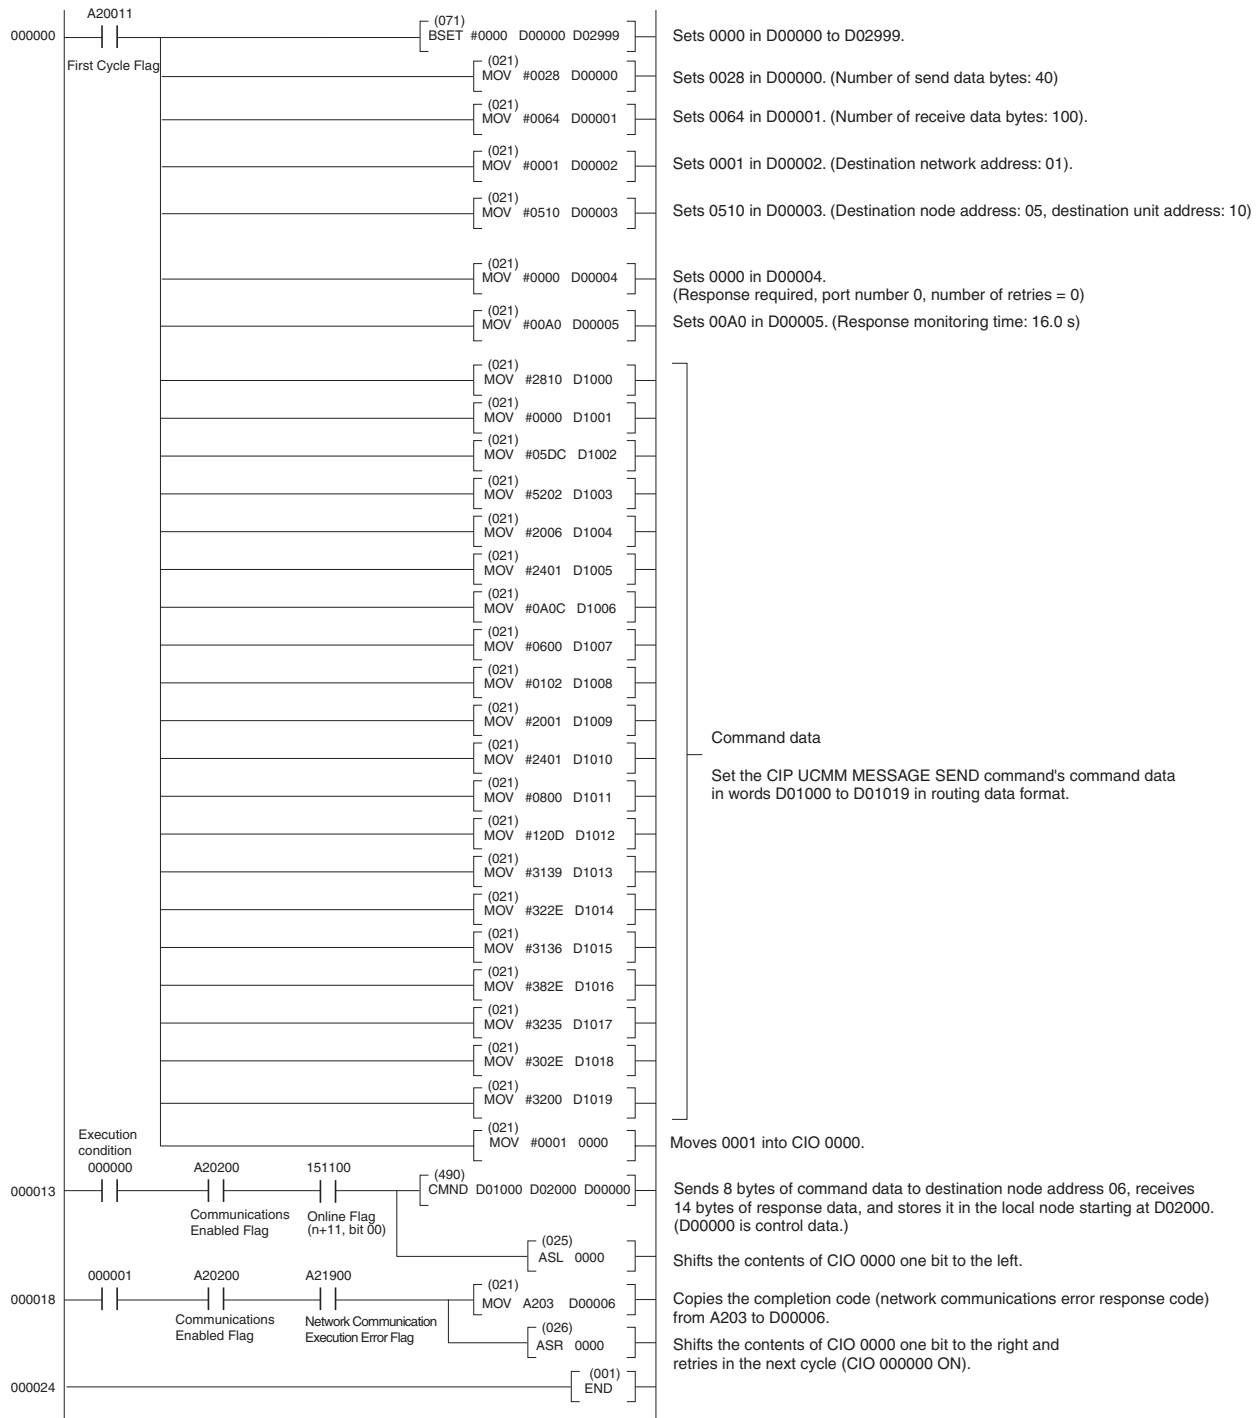 A20011
000000
First Cycle Flag
(071)
BSET #0000 D00000 D02999
Sets 0000 in D00000 to D02999.
(021)
MOV #0028 D00000
Sets 0028 in D00000. (Number of send data bytes: 40)
(021)
MOV #0064 D00001
Sets 0064 in D00001. (Number of receive data bytes: 100).
(021)
MOV #0001 D00002
Sets 0001 in D00002. (Destination network address: 01).
(021)
MOV #0510 D00003
Sets 0510 in D00003. (Destination node address: 05, destination unit address: 10)
(021)
MOV #0000 D00004
Sets 0000 in D00004.
(Response required, port number 0, number of retries = 0)
(021)
MOV #00A0 D00005
Sets 00A0 in D00005. (Response monitoring time: 16.0 s)
(021)
MOV #2810 D1000
(021)
MOV #0000 D1001
(021)
MOV #05DC D1002
(021)
MOV #5202 D1003
(021)
MOV #2006 D1004
(021)
MOV #2401 D1005
(021)
MOV #0A0C D1006
(021)
MOV #0600 D1007
(021)
MOV #0102 D1008
(021)
MOV #2001 D1009
(021)
MOV #2401 D1010
(021)
MOV #0800 D1011
(021)
MOV #120D D1012
(021)
MOV #3139 D1013
(021)
MOV #322E D1014
(021)
MOV #3136 D1015
(021)
MOV #382E D1016
(021)
MOV #3235 D1017
(021)
MOV #302E D1018
(021)
MOV #3200 D1019
Command data
Set the CIP UCMM MESSAGE SEND command's command data
in words D01000 to D01019 in routing data format.
(021)
MOV #0001 0000
Moves 0001 into CIO 0000.
Execution
condition
000000 A20200 151100
000013
Communications
Enabled Flag
Online Flag
(n+11, bit 00)
(490)
CMND D01000 D02000 D00000
Sends 8 bytes of command data to destination node address 06, receives
14 bytes of response data, and stores it in the local node starting at D02000.
(D00000 is control data.)
(025)
ASL 0000
Shifts the contents of CIO 0000 one bit to the left.
000001 A20200 A21900
000018
Communications
Enabled Flag
Network Communication
Execution Error Flag
(021)
MOV A203 D00006
Copies the completion code (network communications error response code)
from A203 to D00006.
(026)
ASR 0000
Shifts the contents of CIO 0000 one bit to the right and
retries in the next cycle (CIO 000000 ON).
000024
(001)
END